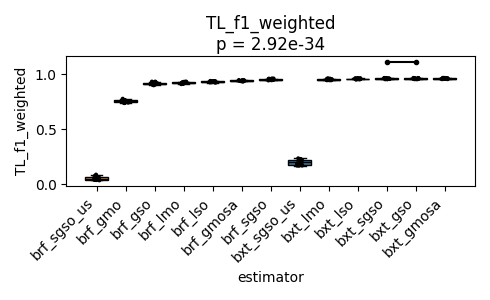 TL_f1_weighted
p = 2.92e-34
TL_f1_weighted
1.0
0.5
0.0
brf_sgso_us
brf_gmo
brf_gso
brf_lmo
brf_lso
brf_gmosa
brf_sgso
bxt_sgso_us
bxt_lmo
bxt_lso
bxt_sgso
bxt_gso
bxt_gmosa
estimator